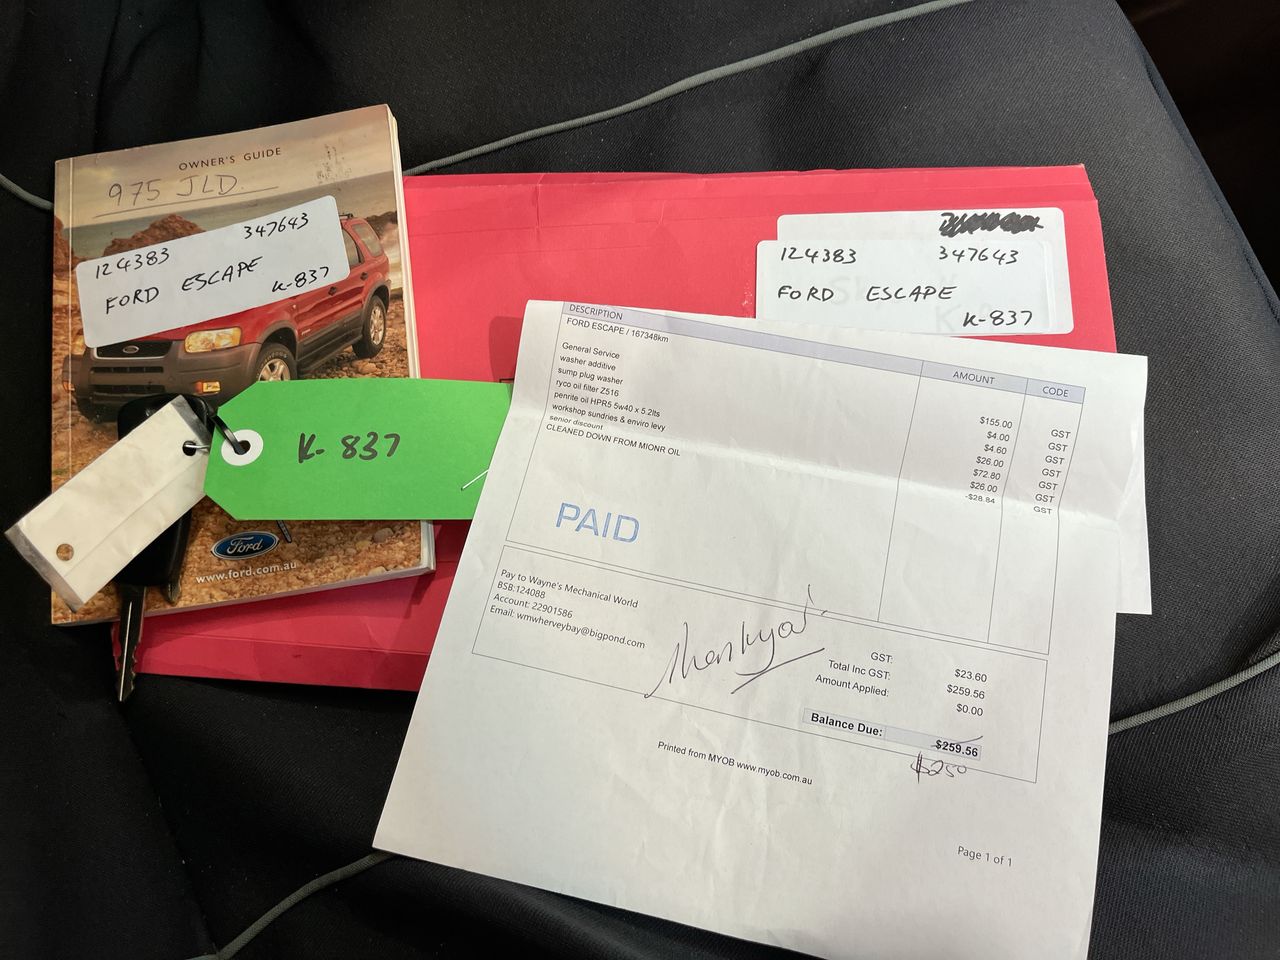 OWNER'S GUIDE
975 JLD
124383 347643
FORD ESCAPE
K-837
K-837
Ford
www.ford.com.au
124383 347643
FORD ESCAPE
K-837
DESCRIPTION AMOUNT CODE
FORD ESCAPE / 167348km
General Service $155.00 GST
washer additive $4.00 GST
sump plug washer $4.60 GST
ryco oil filter Z516 $26.00 GST
penrite oil HPR5 5w40 x 5.2lts $72.80 GST
workshop sundries & enviro levy $26.00 GST
senior discount -$28.84 GST
CLEANED DOWN FROM MIONR OIL
PAID
Pay to Wayne's Mechanical World
BSB:124088
Account: 22901586
Email: wmwherveybay@bigpond.com
Thankyou
GST: $23.60
Total Inc GST: $259.56
Amount Applied: $0.00
Balance Due: $259.56
$250
Printed from MYOB www.myob.com.au
Page 1 of 1